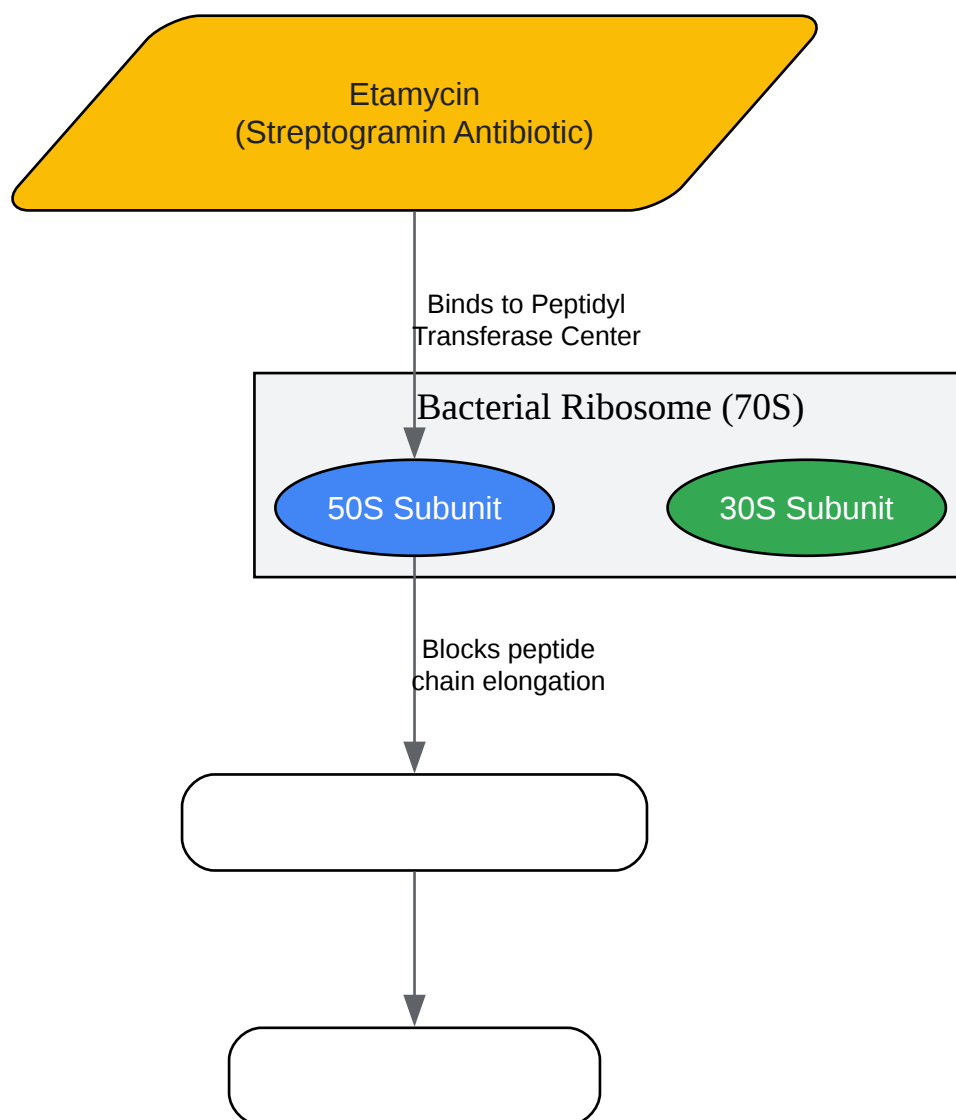 Etamycin
(Streptogramin Antibiotic)
Binds to Peptidyl
Transferase Center
Bacterial Ribosome (70S)
50S Subunit
30S Subunit
Blocks peptide
chain elongation